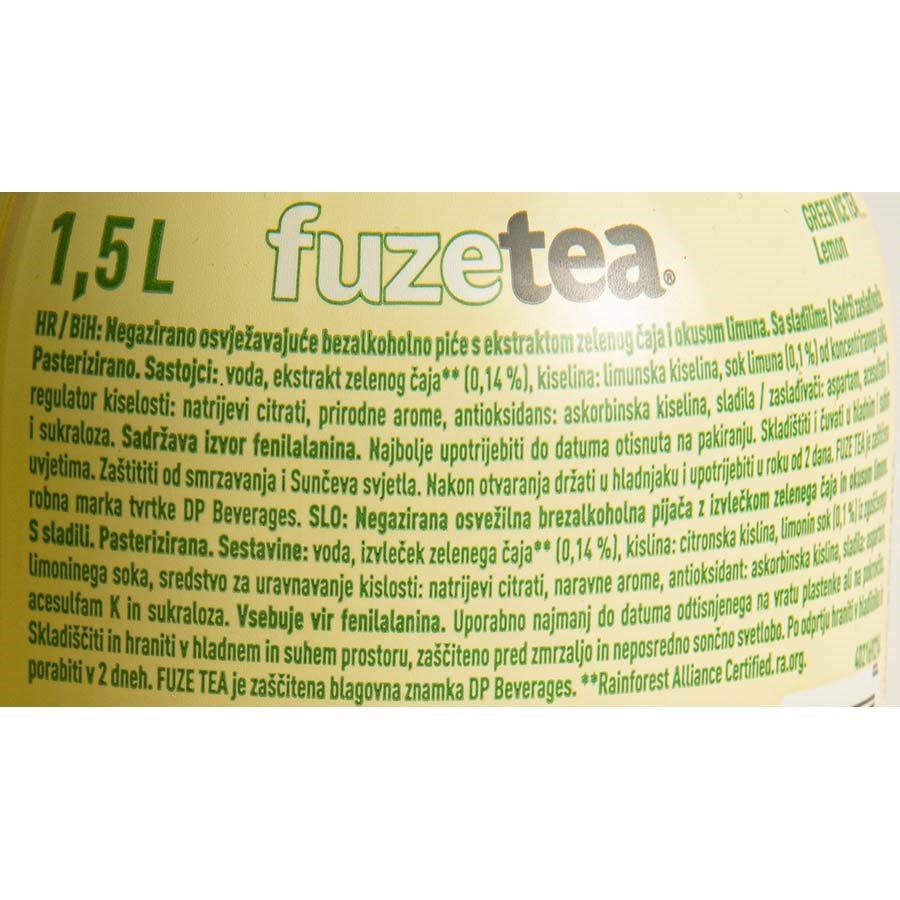 1,5 L
fuzetea®
GREEN ICE
Lemon
HR / BiH: Negazirano osvježavajuće bezalkoholno piće s ekstraktom zelenog čaja i okusom limuna. Sa sladilima / Sadrži zaslađivače.
Pasterizirano. Sastojci: voda, ekstrakt zelenog čaja** (0,14 %), kiselina: limunska kiselina, sok limuna (0,1 %) od koncentriranog soka,
regulator kiselosti: natrijevi citrati, prirodne arome, antioksidans: askorbinska kiselina, sladila / zaslađivači: aspartam, acesulfam K
i sukraloza. Sadržava izvor fenilalanina. Najbolje upotrijebiti do datuma otisnuta na pakiranju. Skladištiti i čuvati u hladnim i suhim
uvjetima. Zaštititi od smrzavanja i Sunčeva svjetla. Nakon otvaranja držati u hladnjaku i upotrijebiti u roku od 2 dana. FUZE TEA je zaštićena
robna marka tvrtke DP Beverages. SLO: Negazirana osvežilna brezalkoholna pijača z izvlečkom zelenega čaja in okusom limone.
S sladili. Pasterizirana. Sestavine: voda, izvleček zelenega čaja** (0,14 %), kislina: citronska kislina, limonin sok (0,1 %) iz zgoščenega
limoninega soka, sredstvo za uravnavanje kislosti: natrijevi citrati, naravne arome, antioksidant: askorbinska kislina, sladila: aspartam,
acesulfam K in sukraloza. Vsebuje vir fenilalanina. Uporabno najmanj do datuma odtisnjenega na vratu plastenke ali na pokrovčku.
Skladiščiti in hraniti v hladnem in suhem prostoru, zaščiteno pred zmrzaljo in neposredno sončno svetlobo. Po odprtju hraniti v hladilniku in
porabiti v 2 dneh. FUZE TEA je zaščitena blagovna znamka DP Beverages. **Rainforest Alliance Certified. ra.org.